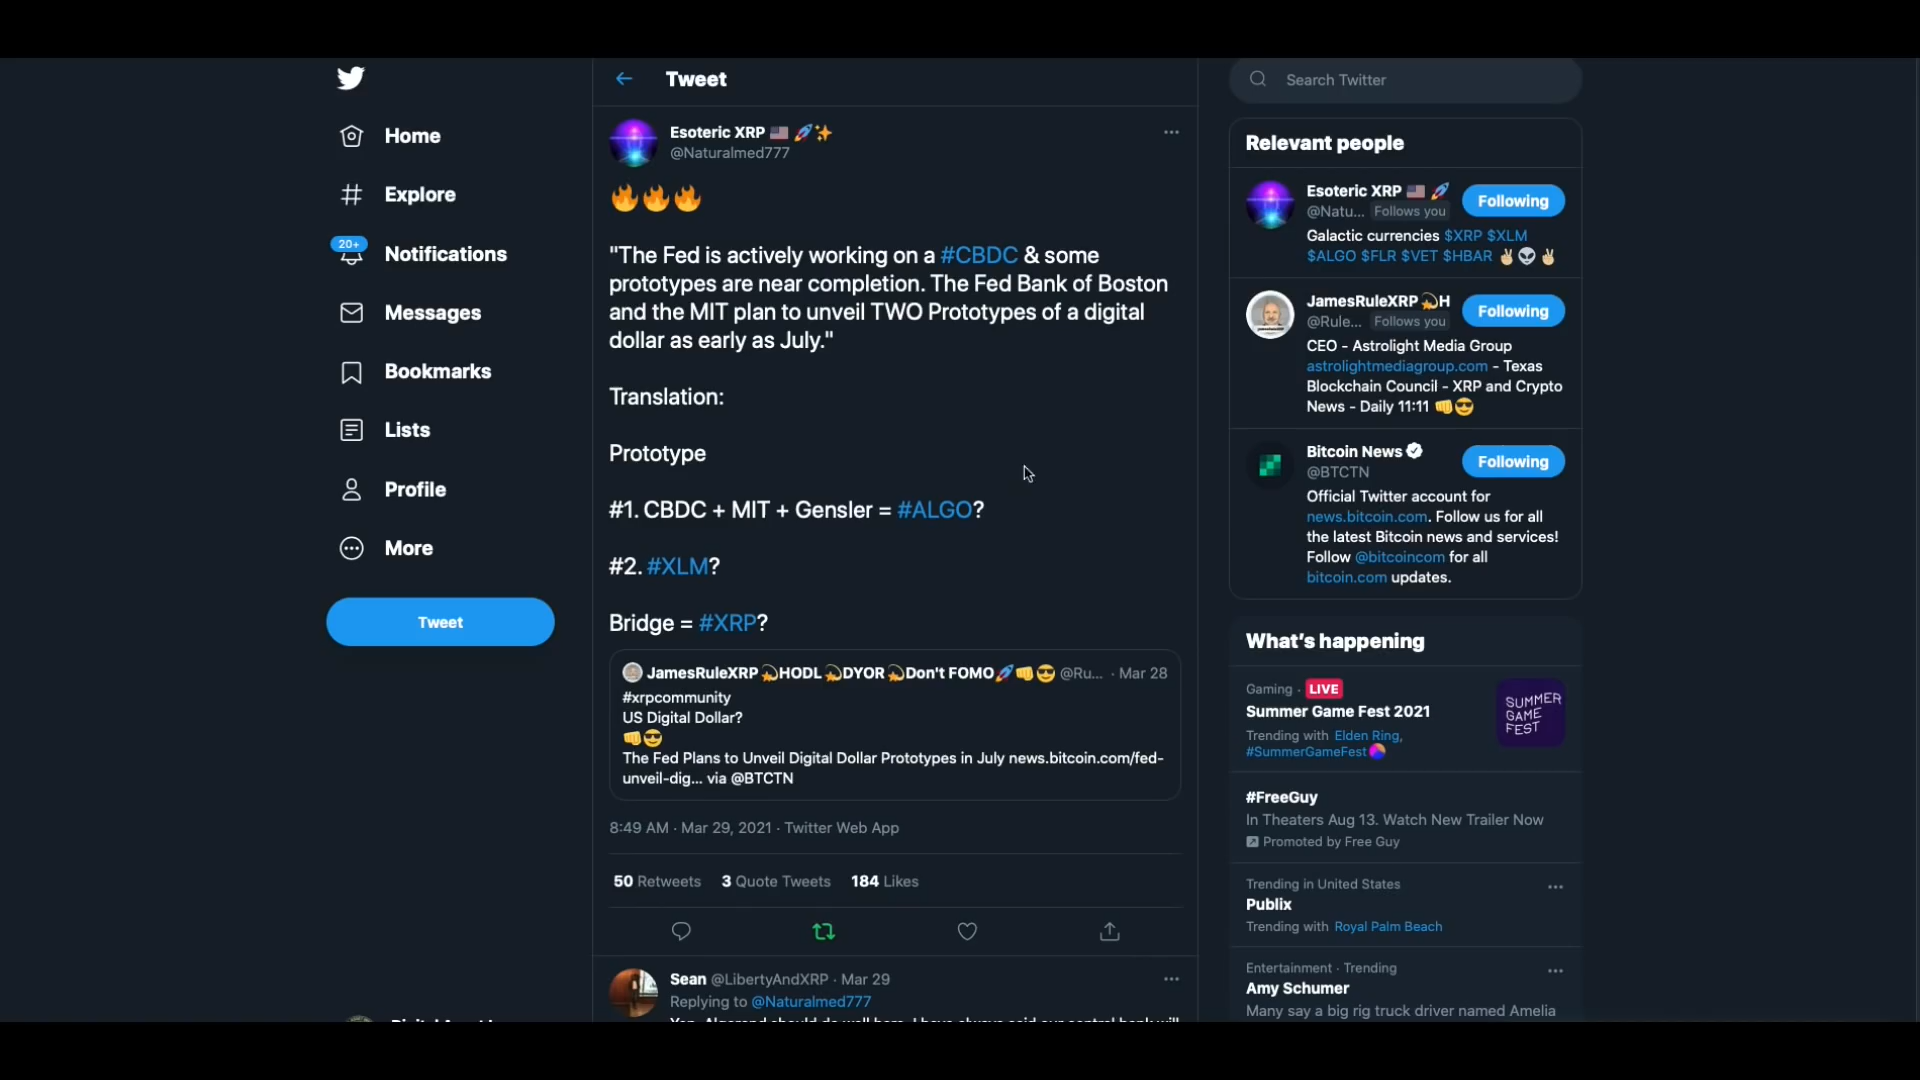 Home
Explore
20+
Notifications
Messages
Bookmarks
Lists
Profile
More
Tweet
Tweet
Esoteric XRP 🇺🇸 🚀✨
@Naturalmed777
🔥🔥🔥
"The Fed is actively working on a #CBDC & some
prototypes are near completion. The Fed Bank of Boston
and the MIT plan to unveil TWO Prototypes of a digital
dollar as early as July."
Translation:
Prototype
#1. CBDC + MIT + Gensler = #ALGO?
#2. #XLM?
Bridge = #XRP?
JamesRuleXRP💫HODL💫DYOR💫Don't FOMO🚀👊😎 @Ru... · Mar 28
#xrpcommunity
US Digital Dollar?
👊😎
The Fed Plans to Unveil Digital Dollar Prototypes in July news.bitcoin.com/fed-
unveil-dig... via @BTCTN
8:49 AM · Mar 29, 2021 · Twitter Web App
50 Retweets 3 Quote Tweets 184 Likes
Sean @LibertyAndXRP · Mar 29
Replying to @Naturalmed777
Search Twitter
Relevant people
Esoteric XRP 🇺🇸 🚀
@Natu... Follows you
Following
Galactic currencies $XRP $XLM
$ALGO $FLR $VET $HBAR ✌🏻👽✌🏻
JamesRuleXRP💫H
@Rule... Follows you
Following
CEO - Astrolight Media Group
astrolightmediagroup.com - Texas
Blockchain Council - XRP and Crypto
News - Daily 11:11 👊😎
Bitcoin News
@BTCTN
Following
Official Twitter account for
news.bitcoin.com. Follow us for all
the latest Bitcoin news and services!
Follow @bitcoincom for all
bitcoin.com updates.
What's happening
Gaming · LIVE
Summer Game Fest 2021
Trending with Elden Ring,
#SummerGameFest
SUMMER
GAME
FEST
#FreeGuy
In Theaters Aug 13. Watch New Trailer Now
Promoted by Free Guy
Trending in United States
Publix
Trending with Royal Palm Beach
Entertainment · Trending
Amy Schumer
Many say a big rig truck driver named Amelia